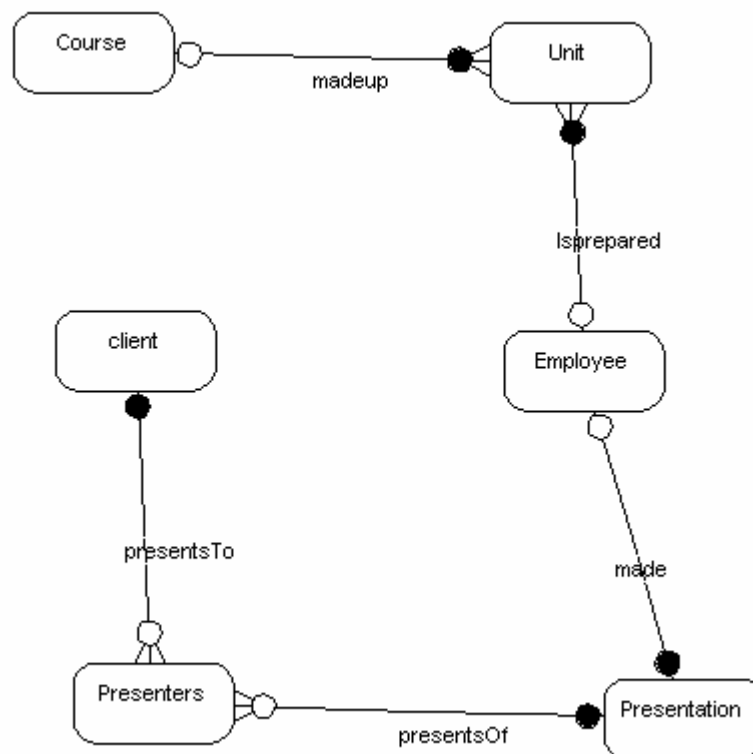 Course
Unit
madeup
Isprepared
client
Employee
presentsTo
made
Presenters
Presentation
presentsOf